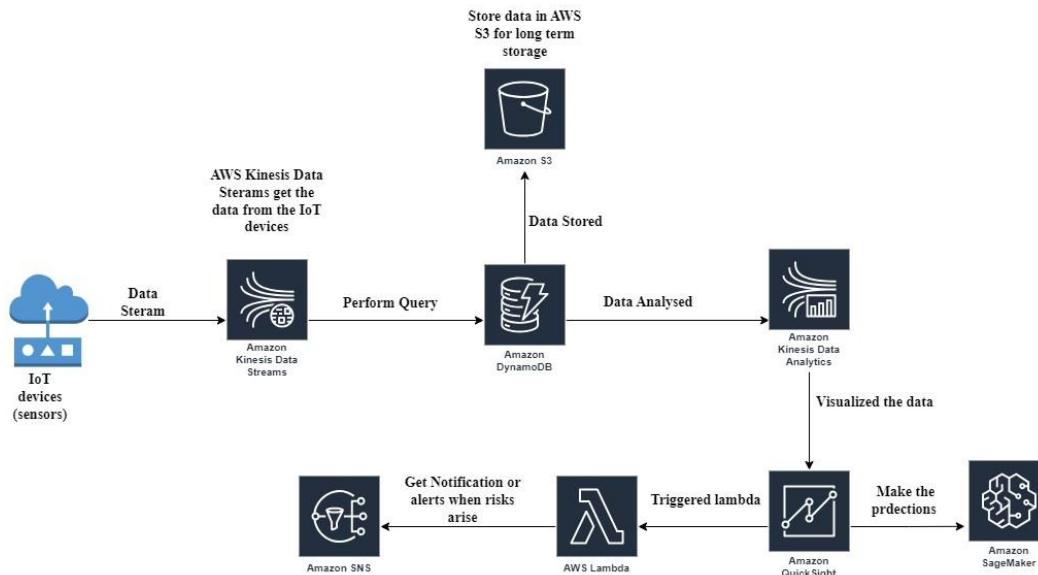 Store data in AWS
S3 for long term
storage
Amazon S3
AWS Kinesis Data
Sterams get the
data from the IoT
devices
Data Stored
Data
Steram
Perform Query
Data Analysed
Amazon
Kinesis Data
Streams
Amazon
DynamoDB
Amazon
Kinesis Data
Analytics
IoT
devices
(sensors)
Visualized the data
Get Notification or
alerts when risks
arise
Triggered lambda
Make the
prdections
Amazon SNS
AWS Lambda
Amazon
QuickSight
Amazon
SageMaker